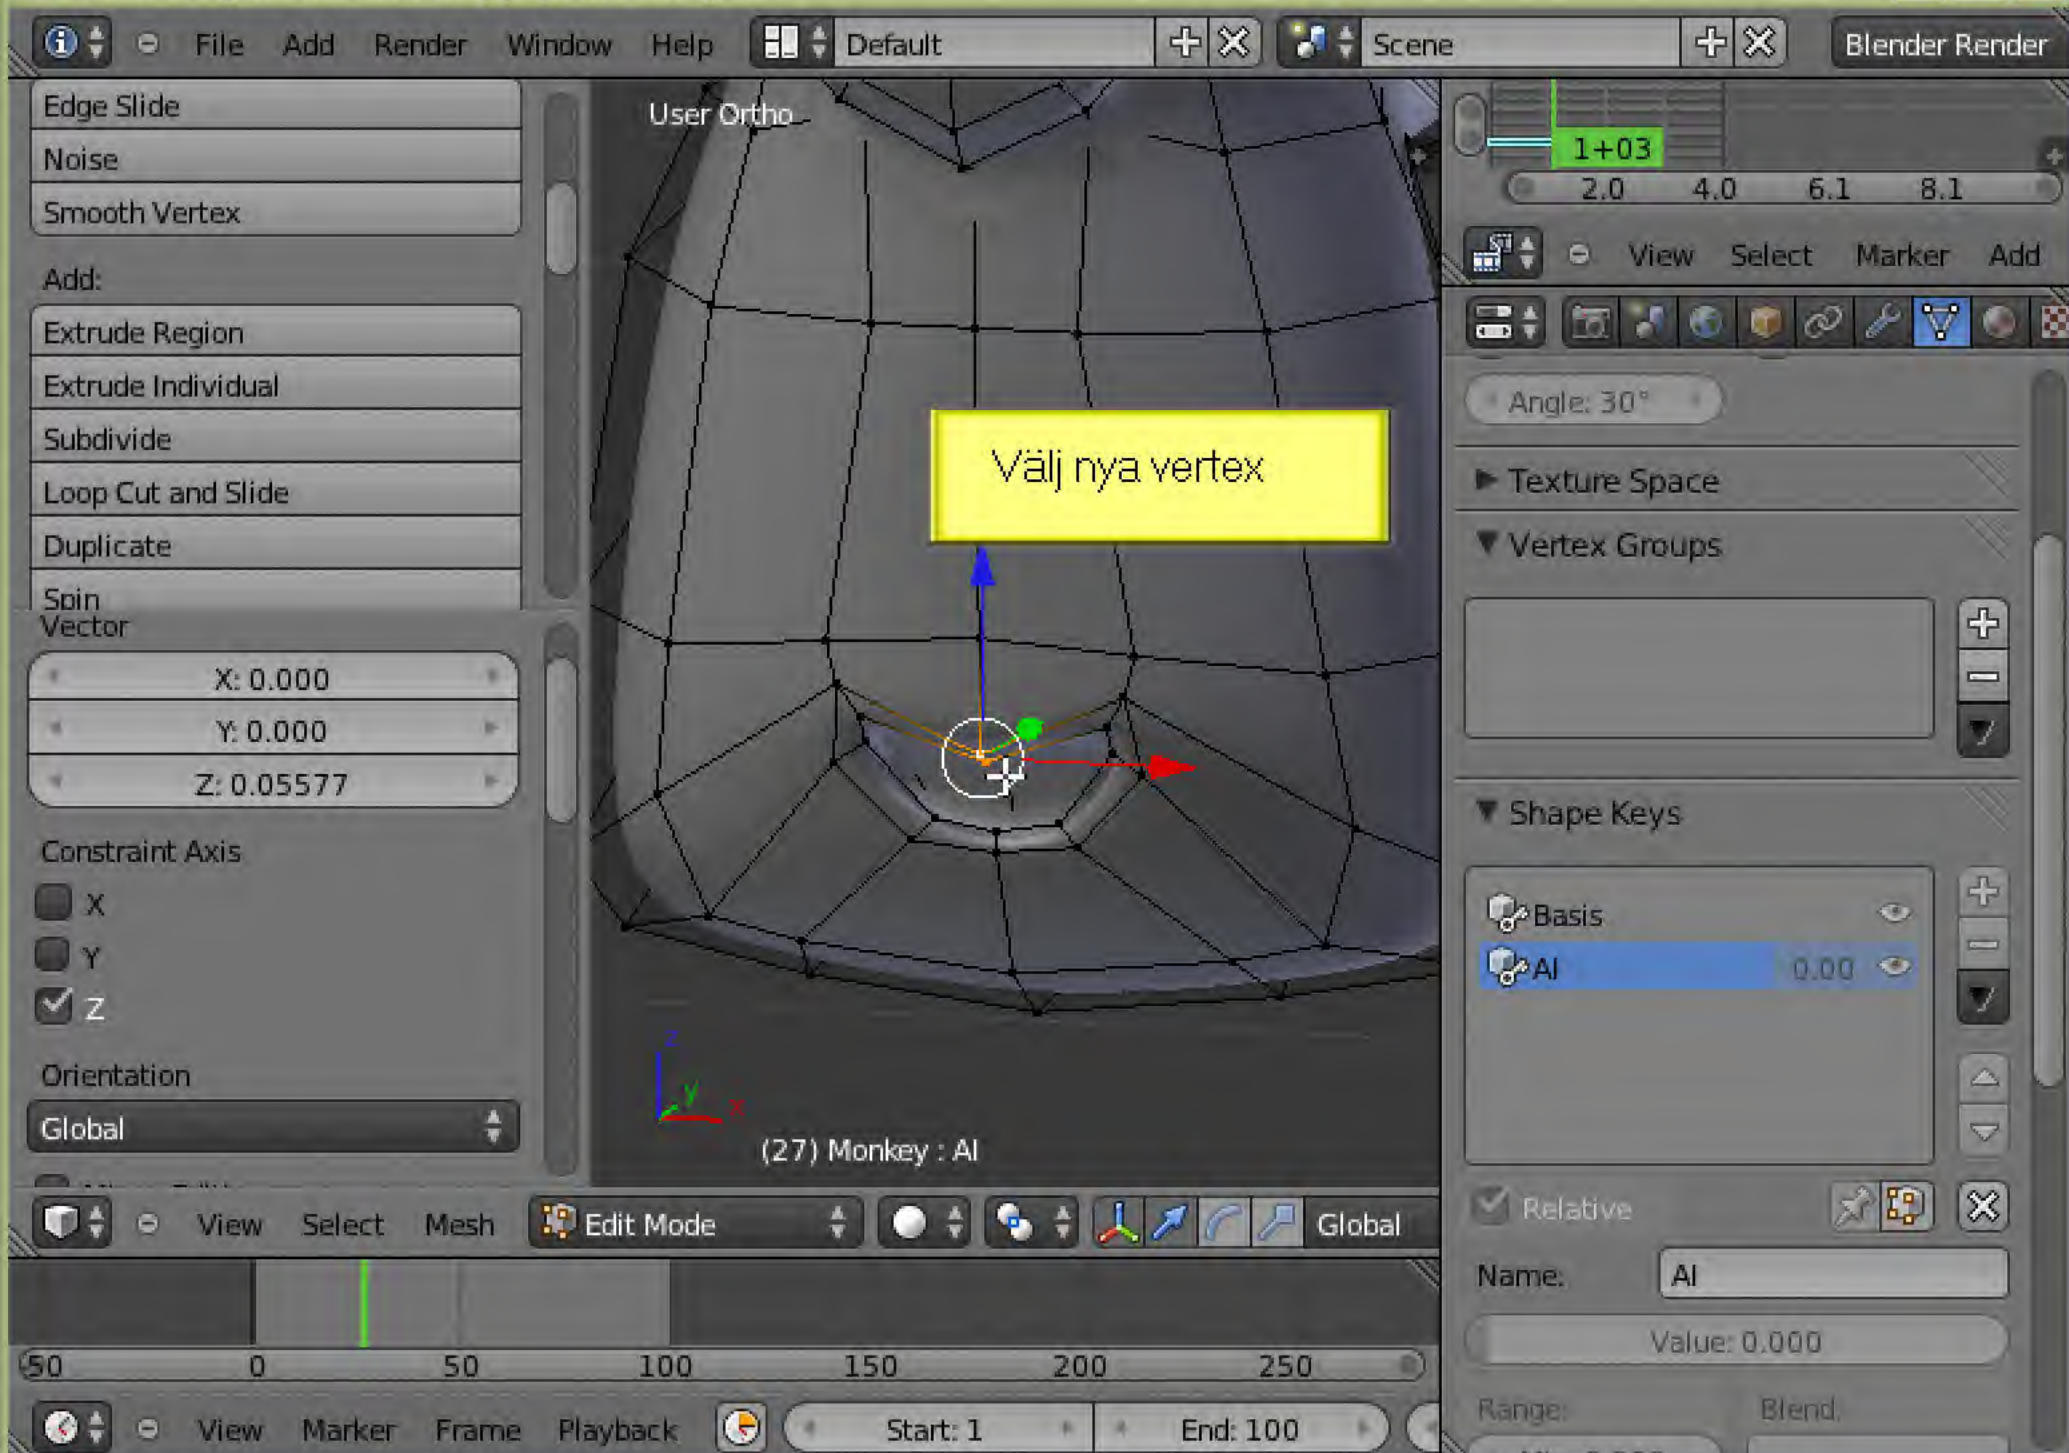 File Add Render Window Help Default Scene Blender Render
Edge Slide
Noise
Smooth Vertex
Add:
Extrude Region
Extrude Individual
Subdivide
Loop Cut and Slide
Duplicate
Spin
Vector
X: 0.000
Y: 0.000
Z: 0.05577
Constraint Axis
X
Y
Z
Orientation
Global
User Ortho
Välj nya vertex
z
y
x
(27) Monkey : AI
View Select Mesh Edit Mode Global
-50 0 50 100 150 200 250
View Marker Frame Playback Start: 1 End: 100
1+03
2.0 4.0 6.1 8.1
View Select Marker Add
Angle: 30°
Texture Space
Vertex Groups
Shape Keys
Basis
AI 0.00
Relative
Name: AI
Value: 0.000
Range: Blend: